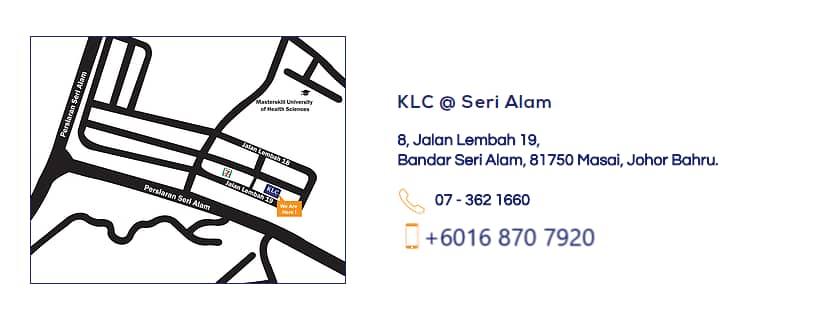 Persiaran Seri Alam
Masterskill University
of Health Sciences
Jalan Lembah 18
7
KLC
Jalan Lembah 19
We Are
Here !
Persiaran Seri Alam
KLC @ Seri Alam
8, Jalan Lembah 19,
Bandar Seri Alam, 81750 Masai, Johor Bahru.
07 - 362 1660
+6016 870 7920